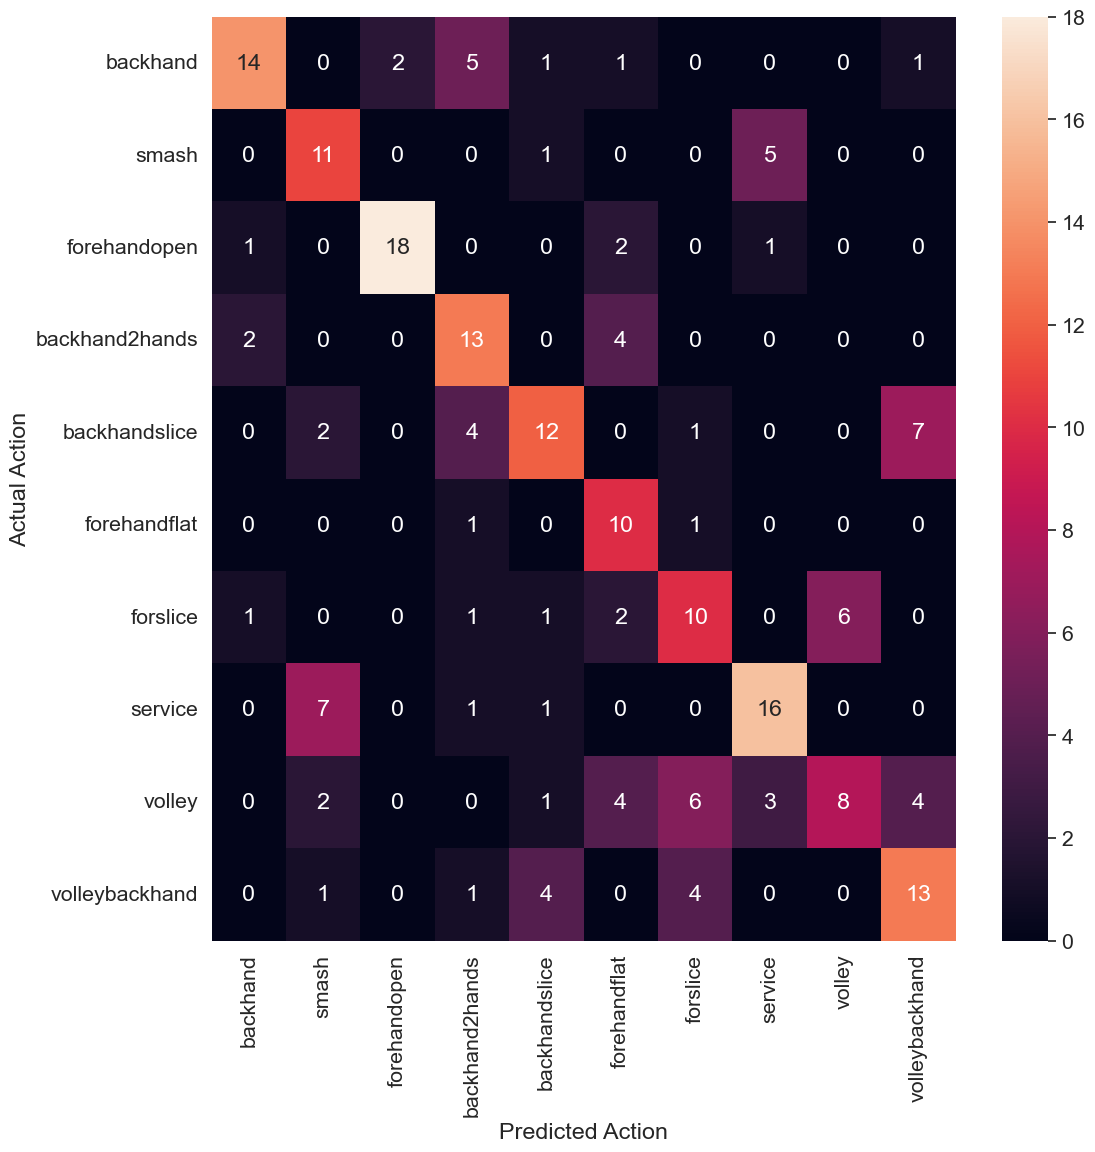 backhand 14 0 2 5 1 1 0 0 0 1
smash 0 11 0 0 1 0 0 5 0 0
forehandopen 1 0 18 0 0 2 0 1 0 0
backhand2hands 2 0 0 13 0 4 0 0 0 0
backhandslice 0 2 0 4 12 0 1 0 0 7
forehandflat 0 0 0 1 0 10 1 0 0 0
forslice 1 0 0 1 1 2 10 0 6 0
service 0 7 0 1 1 0 0 16 0 0
volley 0 2 0 0 1 4 6 3 8 4
volleybackhand 0 1 0 1 4 0 4 0 0 13
Actual Action
backhand
smash
forehandopen
backhand2hands
backhandslice
forehandflat
forslice
service
volley
volleybackhand
Predicted Action
18
16
14
12
10
8
6
4
2
0